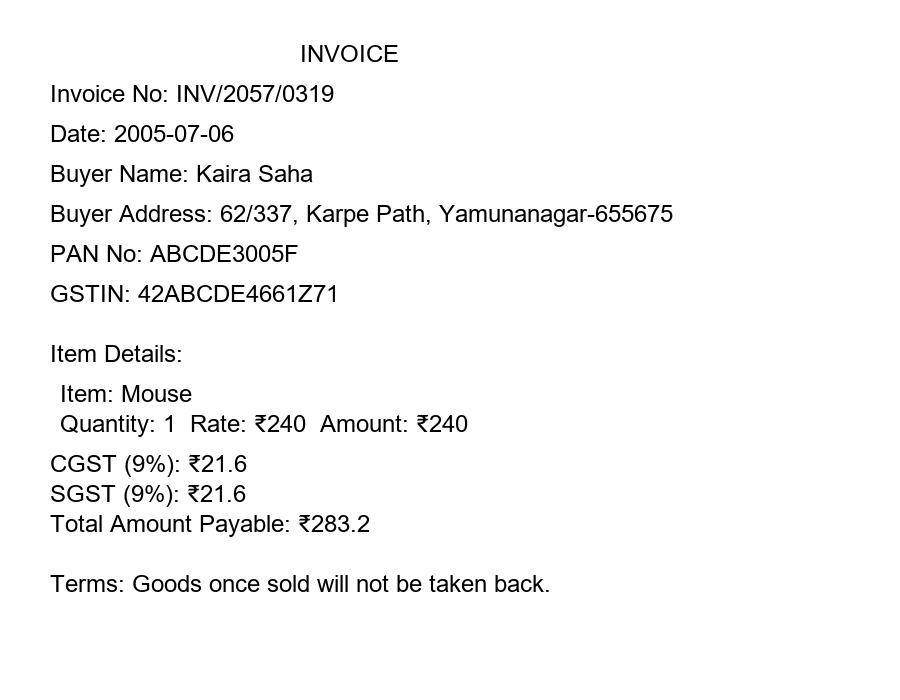 INVOICE
Invoice No: INV/2057/0319
Date: 2005-07-06
Buyer Name: Kaira Saha
Buyer Address: 62/337, Karpe Path, Yamunanagar-655675
PAN No: ABCDE3005F
GSTIN: 42ABCDE4661Z71
Item Details:
Item: Mouse
Quantity: 1 Rate: ₹240 Amount: ₹240
CGST (9%): ₹21.6
SGST (9%): ₹21.6
Total Amount Payable: ₹283.2
Terms: Goods once sold will not be taken back.